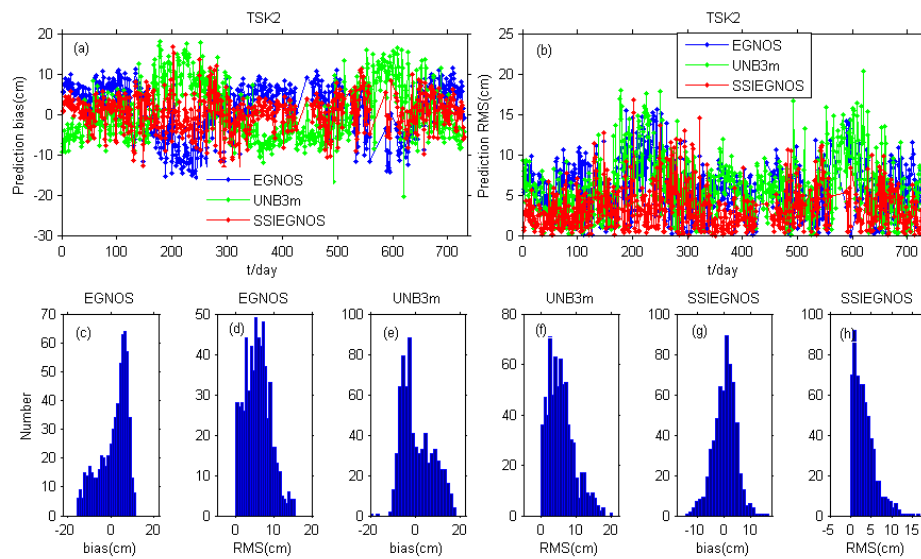 TSK2
(a)
Prediction bias(cm)
20
10
0
-10
-20
-30
EGNOS
UNB3m
SSIEGNOS
0 100 200 300 400 500 600 700
t/day
TSK2
(b)
Prediction RMS(cm)
25
20
15
10
5
0
EGNOS
UNB3m
SSIEGNOS
0 100 200 300 400 500 600 700
t/day
EGNOS
(c)
Number
70
60
50
40
30
20
10
0
-20 0 20
bias(cm)
EGNOS
(d)
50
40
30
20
10
0
0 10 20
RMS(cm)
UNB3m
(e)
100
80
60
40
20
0
-20 0 20
bias(cm)
UNB3m
(f)
80
60
40
20
0
0 10 20
RMS(cm)
SSIEGNOS
(g)
100
80
60
40
20
0
-20 0 20
bias(cm)
SSIEGNOS
(h)
100
80
60
40
20
0
-5 0 5 10 15
RMS(cm)